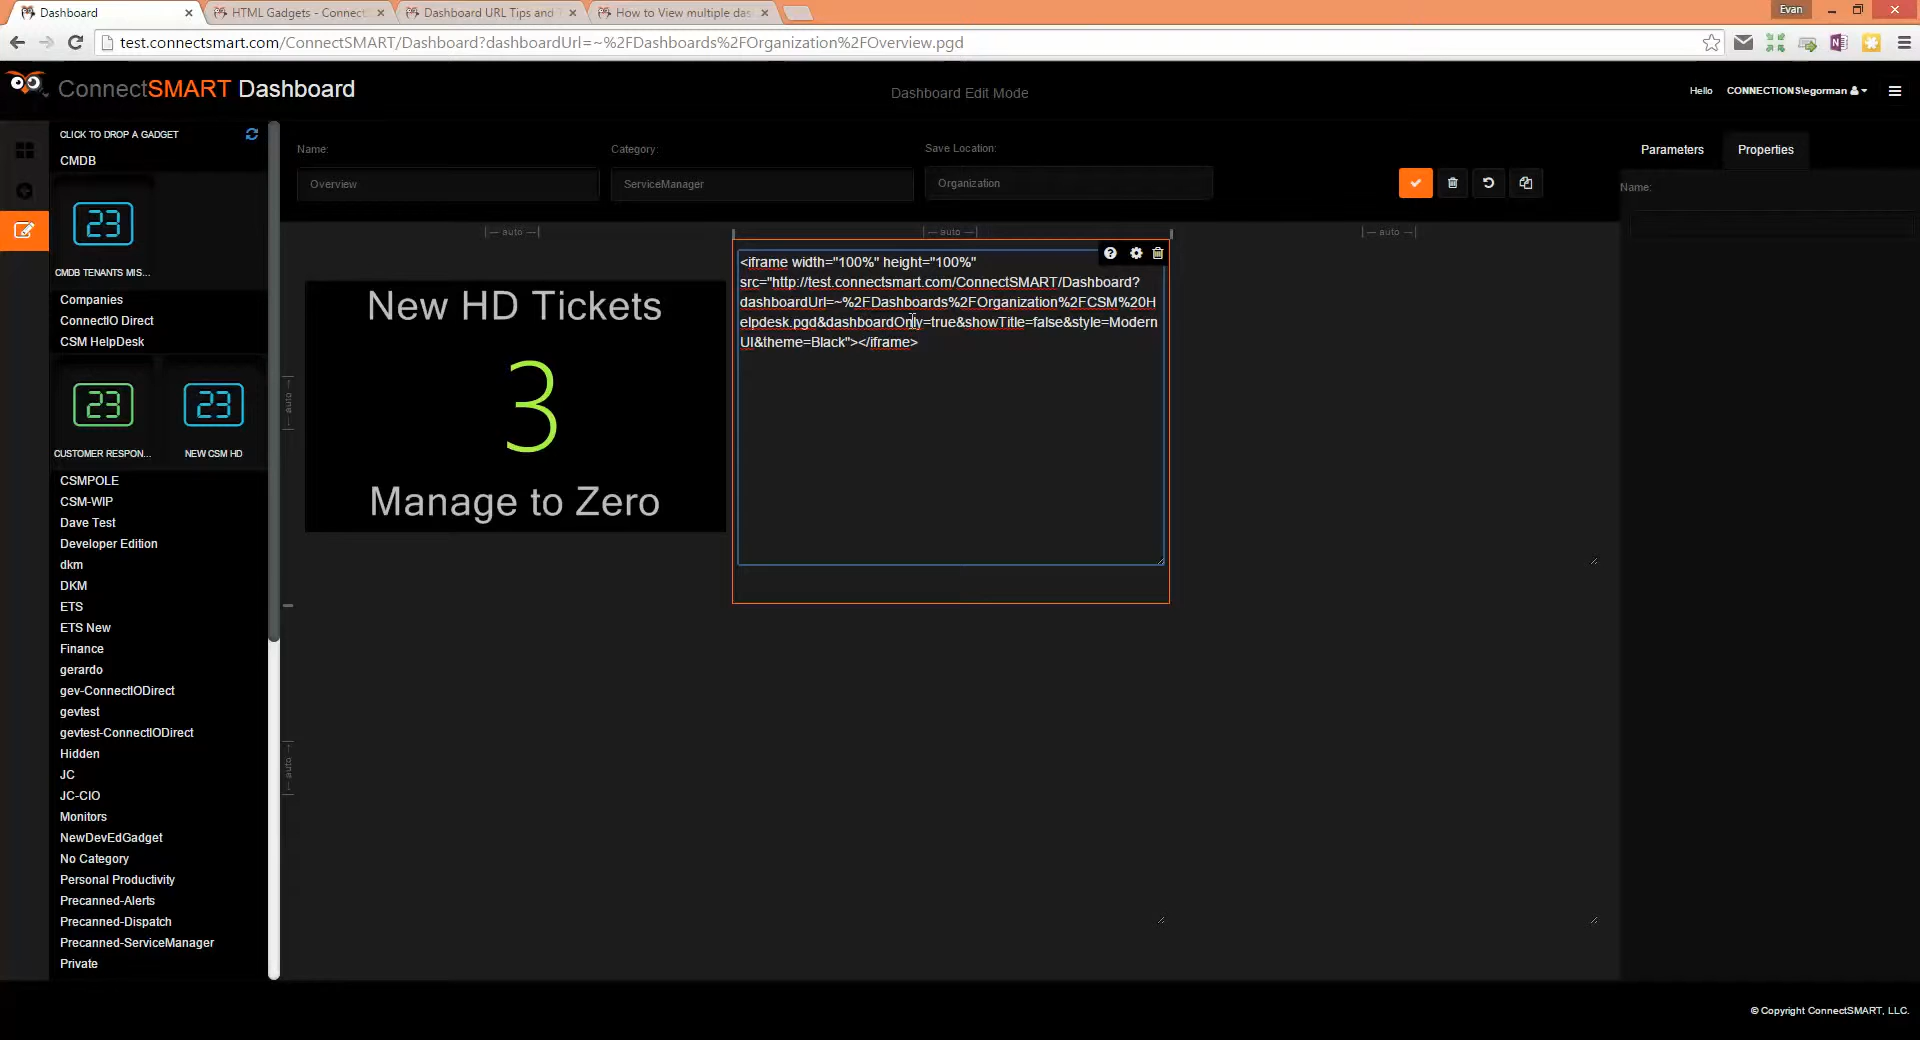 Dashboard
HTML Gadgets - Connect
Dashboard URL Tips and
How to View multiple das
Evan
test.connectsmart.com/ConnectSMART/Dashboard?dashboardUrl=~%2FDashboards%2FOrganization%2FOverview.pgd
ConnectSMART Dashboard
Dashboard Edit Mode
Hello CONNECTIONS\egorman
CLICK TO DROP A GADGET
CMDB
23
CMDB TENANTS MIS...
Companies
ConnectIO Direct
CSM HelpDesk
23
23
CUSTOMER RESPON...
NEW CSM HD
CSMPOLE
CSM-WIP
Dave Test
Developer Edition
dkm
DKM
ETS
ETS New
Finance
gerardo
gev-ConnectIODirect
gevtest
gevtest-ConnectIODirect
Hidden
JC
JC-CIO
Monitors
NewDevEdGadget
No Category
Personal Productivity
Precanned-Alerts
Precanned-Dispatch
Precanned-ServiceManager
Private
Name:
Overview
Category:
ServiceManager
Save Location:
Organization
|— auto —|
|— auto —|
|— auto —|
|— auto —|
|— auto —|
New HD Tickets
3
Manage to Zero
<iframe width="100%" height="100%"
src="http://test.connectsmart.com/ConnectSMART/Dashboard?
dashboardUrl=~%2FDashboards%2FOrganization%2FCSM%20H
elpdesk.pgd&dashboardOnly=true&showTitle=false&style=Modern
UI&theme=Black"></iframe>
Parameters
Properties
Name:
© Copyright ConnectSMART, LLC.